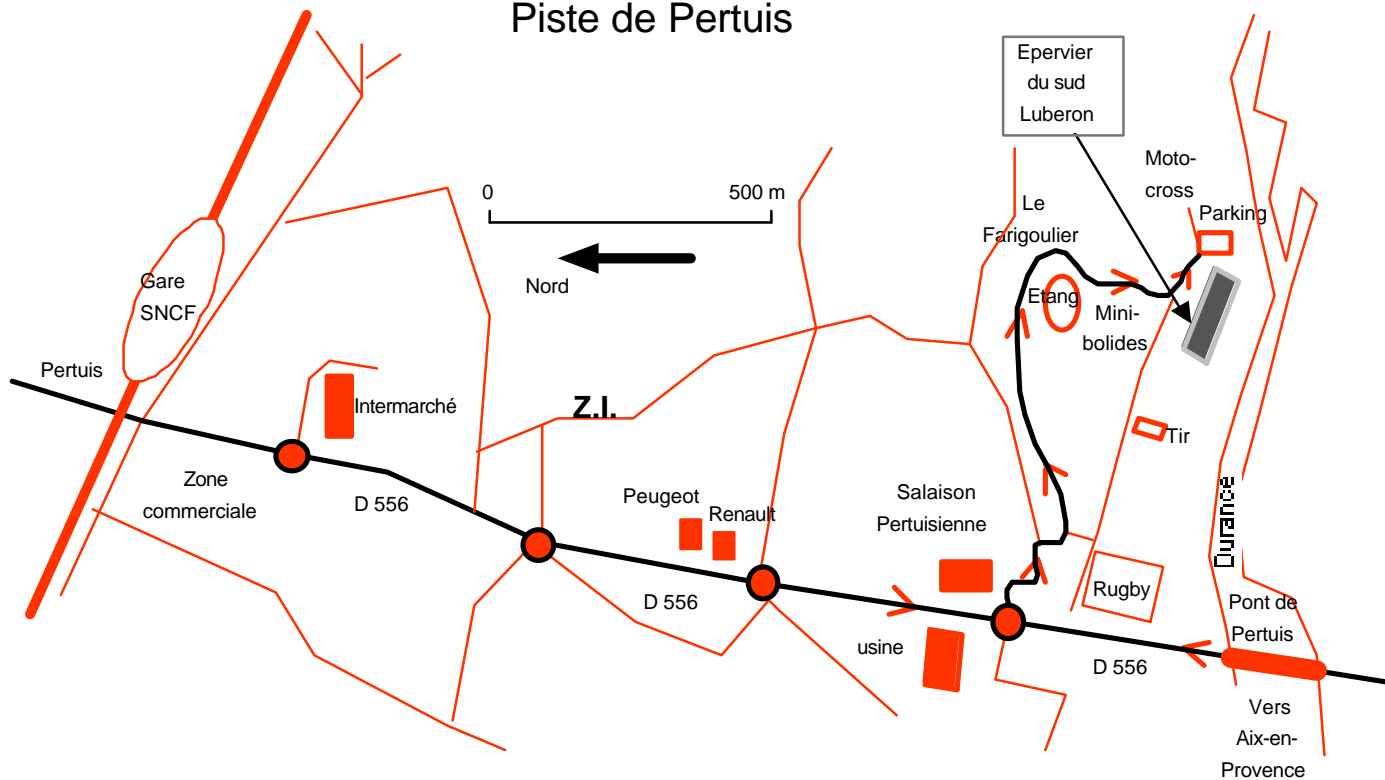 Piste de Pertuis
Epervier
du sud
Luberon
Moto-
cross
Parking
0
500 m
Le
Farigoulier
Nord
Gare
SNCF
Etang
Mini-
bolides
Pertuis
Intermarché
Z.I.
Tir
Zone
commerciale
D 556
Peugeot
Renault
Salaison
Pertuisienne
Durance
D 556
Rugby
Pont de
Pertuis
usine
D 556
Vers
Aix-en-
Provence